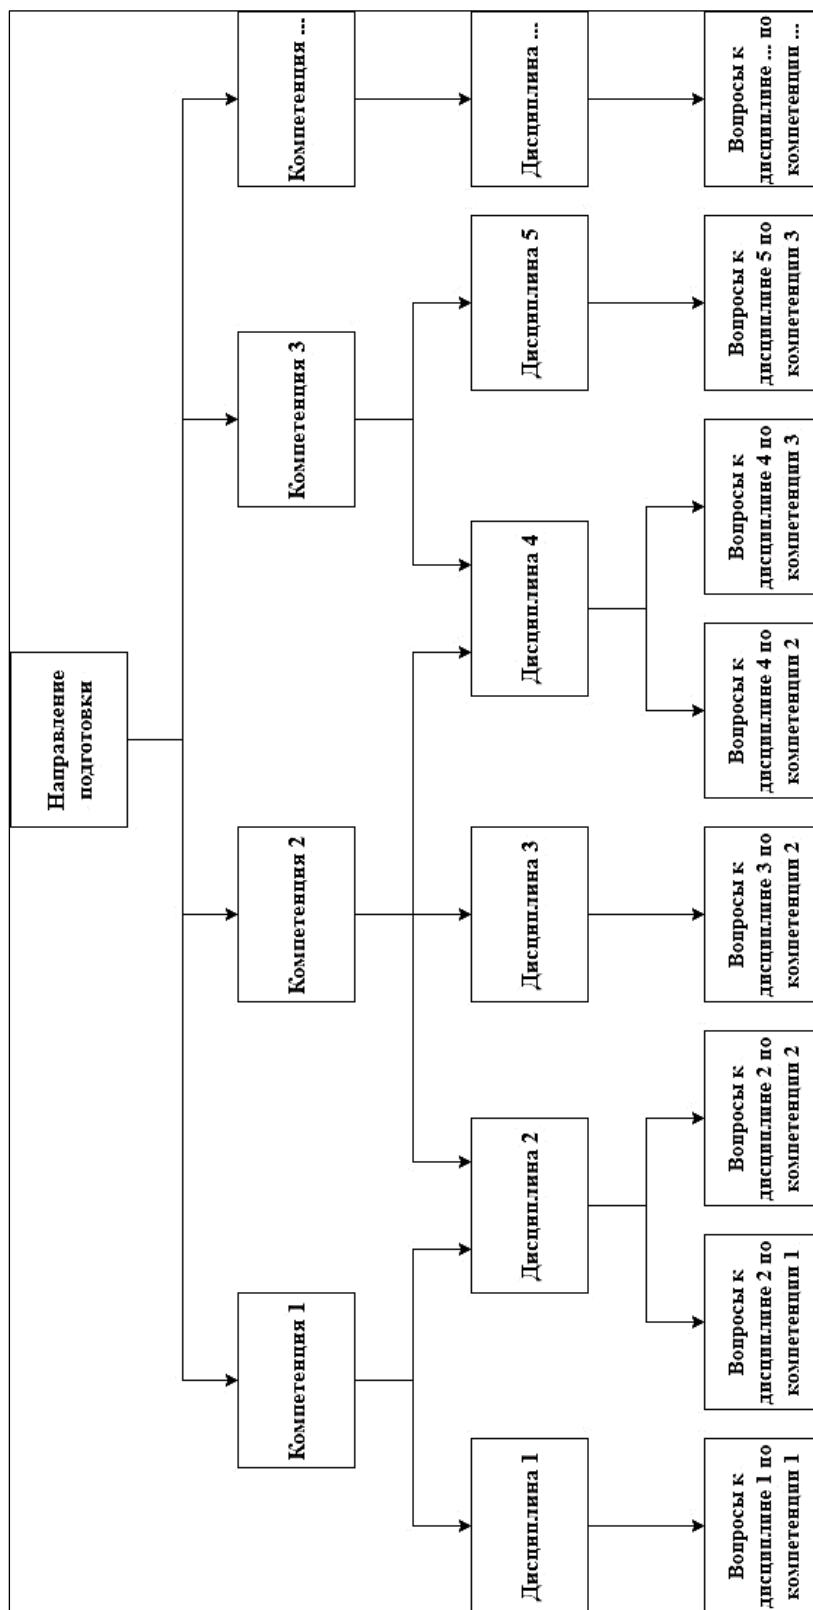 Направление
подготовки
Компетенция 1
Компетенция 2
Компетенция 3
Компетенция ...
Дисциплина 1
Дисциплина 2
Дисциплина 3
Дисциплина 4
Дисциплина 5
Дисциплина ...
Вопросы к
дисциплине 1 по
компетенции 1
Вопросы к
дисциплине 2 по
компетенции 1
Вопросы к
дисциплине 2 по
компетенции 2
Вопросы к
дисциплине 3 по
компетенции 2
Вопросы к
дисциплине 4 по
компетенции 2
Вопросы к
дисциплине 4 по
компетенции 3
Вопросы к
дисциплине 5 по
компетенции 3
Вопросы к
дисциплине ... по
компетенции ...